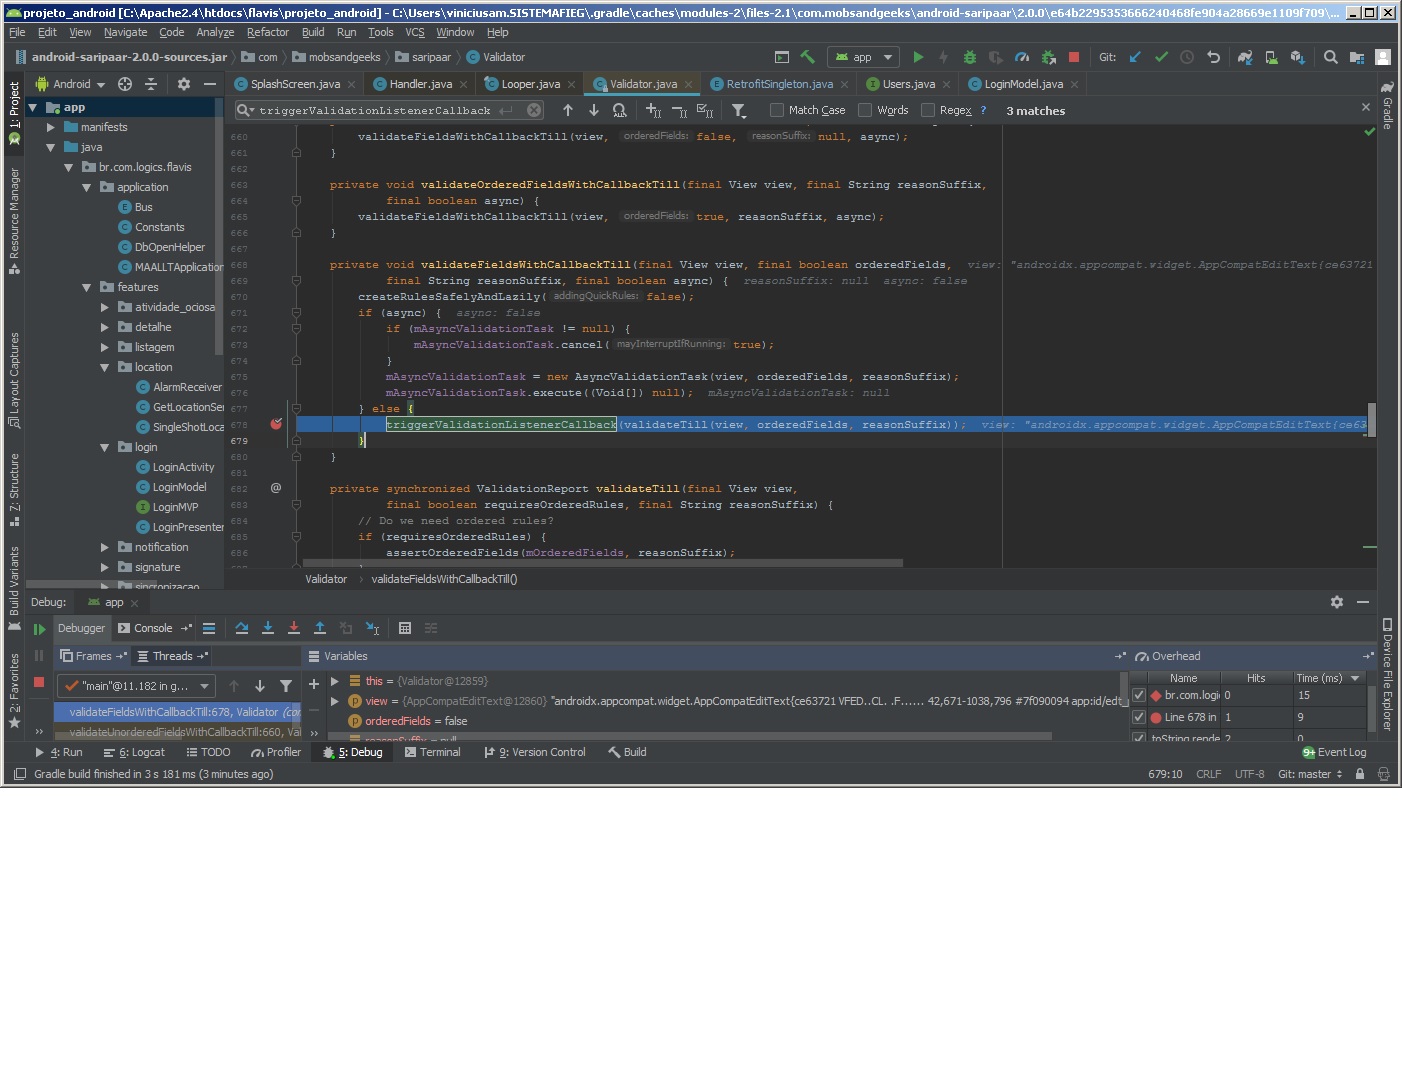 projeto_android [C:\Apache2.4\htdocs\flavis\projeto_android] - C:\Users\viniciusam.SISTEMAFIEG\.gradle\caches\modules-2\files-2.1\com.mobsandgeeks\android-saripaar\2.0.0\e64b2295353666240468fe904a28669e1109f709\...
File Edit View Navigate Code Analyze Refactor Build Run Tools VCS Window Help
android-saripaar-2.0.0-sources.jar com mobsandgeeks saripaar Validator app Git:
Android SplashScreen.java Handler.java Looper.java Validator.java RetrofitSingleton.java Users.java LoginModel.java
triggerValidationListenerCallback Match Case Words Regex ? 3 matches
1: Project
Resource Manager
Layout Captures
7: Structure
Build Variants
2: Favorites
app
manifests
java
br.com.logics.flavis
application
Bus
Constants
DbOpenHelper
MAALLTApplication
features
atividade_ociosa
detalhe
listagem
location
AlarmReceiver
GetLocationSe
SingleShotLoca
login
LoginActivity
LoginModel
LoginMVP
LoginPresenter
notification
signature
sincronizacao
660 validateFieldsWithCallbackTill(view, orderedFields: false, reasonSuffix: null, async);
661 }
662
663 private void validateOrderedFieldsWithCallbackTill(final View view, final String reasonSuffix,
664 final boolean async) {
665 validateFieldsWithCallbackTill(view, orderedFields: true, reasonSuffix, async);
666 }
667
668 private void validateFieldsWithCallbackTill(final View view, final boolean orderedFields, view: "androidx.appcompat.widget.AppCompatEditText{ce63721
669 final String reasonSuffix, final boolean async) { reasonSuffix: null async: false
670 createRulesSafelyAndLazily( addingQuickRules: false);
671 if (async) { async: false
672 if (mAsyncValidationTask != null) {
673 mAsyncValidationTask.cancel( mayInterruptIfRunning: true);
674 }
675 mAsyncValidationTask = new AsyncValidationTask(view, orderedFields, reasonSuffix);
676 mAsyncValidationTask.execute((Void[]) null); mAsyncValidationTask: null
677 } else {
678 triggerValidationListenerCallback(validateTill(view, orderedFields, reasonSuffix)); view: "androidx.appcompat.widget.AppCompatEditText{ce63
679 }
680 }
681
682 @ private synchronized ValidationReport validateTill(final View view,
683 final boolean requiresOrderedRules, final String reasonSuffix) {
684 // Do we need ordered rules?
685 if (requiresOrderedRules) {
686 assertOrderedFields(mOrderedFields, reasonSuffix);
Validator validateFieldsWithCallbackTill()
Gradle
Device File Explorer
Debug: app
Debugger Console
Frames Threads Variables Overhead
"main"@11.182 in g...
validateFieldsWithCallbackTill:678, Validator (com
validateUnorderedFieldsWithCallbackTill:660, Val
this = {Validator@12859}
view = {AppCompatEditText@12860} "androidx.appcompat.widget.AppCompatEditText{ce63721 VFED..CL. .F...... 42,671-1038,796 #7f090094 app:id/edt
orderedFields = false
reasonSuffix = null
Name Hits Time (ms)
br.com.logi 0 15
Line 678 in 1 9
toString rende 2 0
4: Run 6: Logcat TODO Profiler 5: Debug Terminal 9: Version Control Build 9+ Event Log
Gradle build finished in 3 s 181 ms (3 minutes ago) 679:10 CRLF UTF-8 Git: master